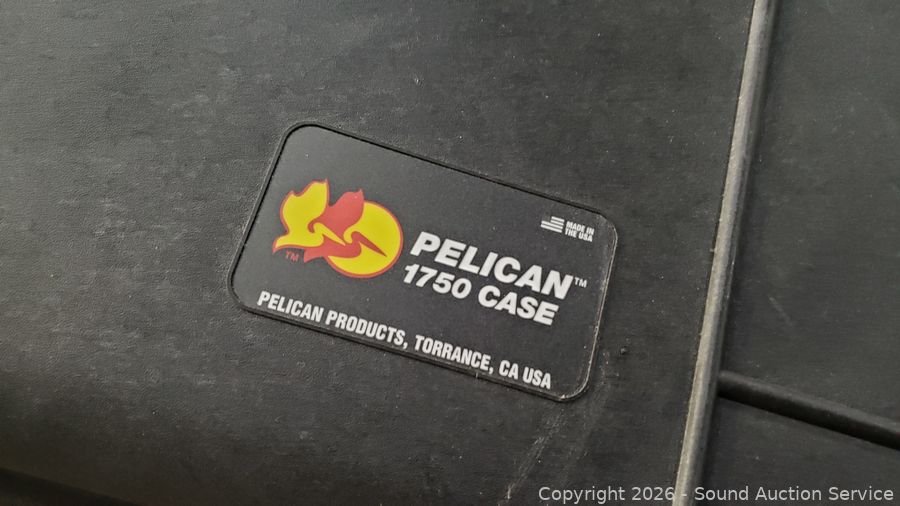 MADE IN
THE USA
PELICAN™
1750 CASE
TM
PELICAN PRODUCTS, TORRANCE, CA USA
Copyright 2026 - Sound Auction Service